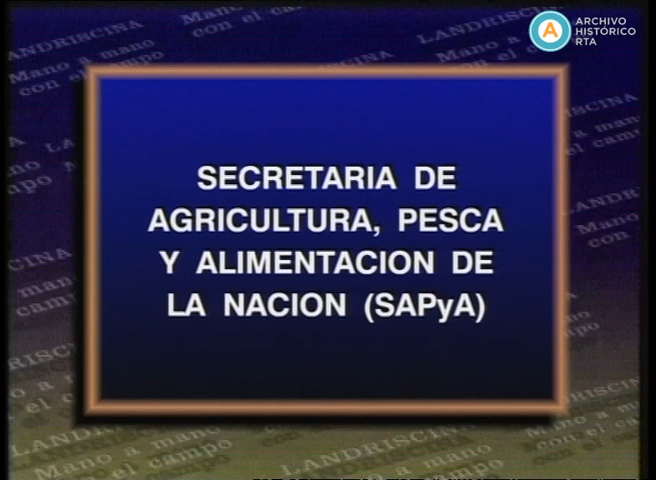 ARCHIVO
HISTÓRICO
RTA
SECRETARIA DE
AGRICULTURA, PESCA
Y ALIMENTACION DE
LA NACION (SAPyA)
LANDRISCINA
Mano a mano
con el campo